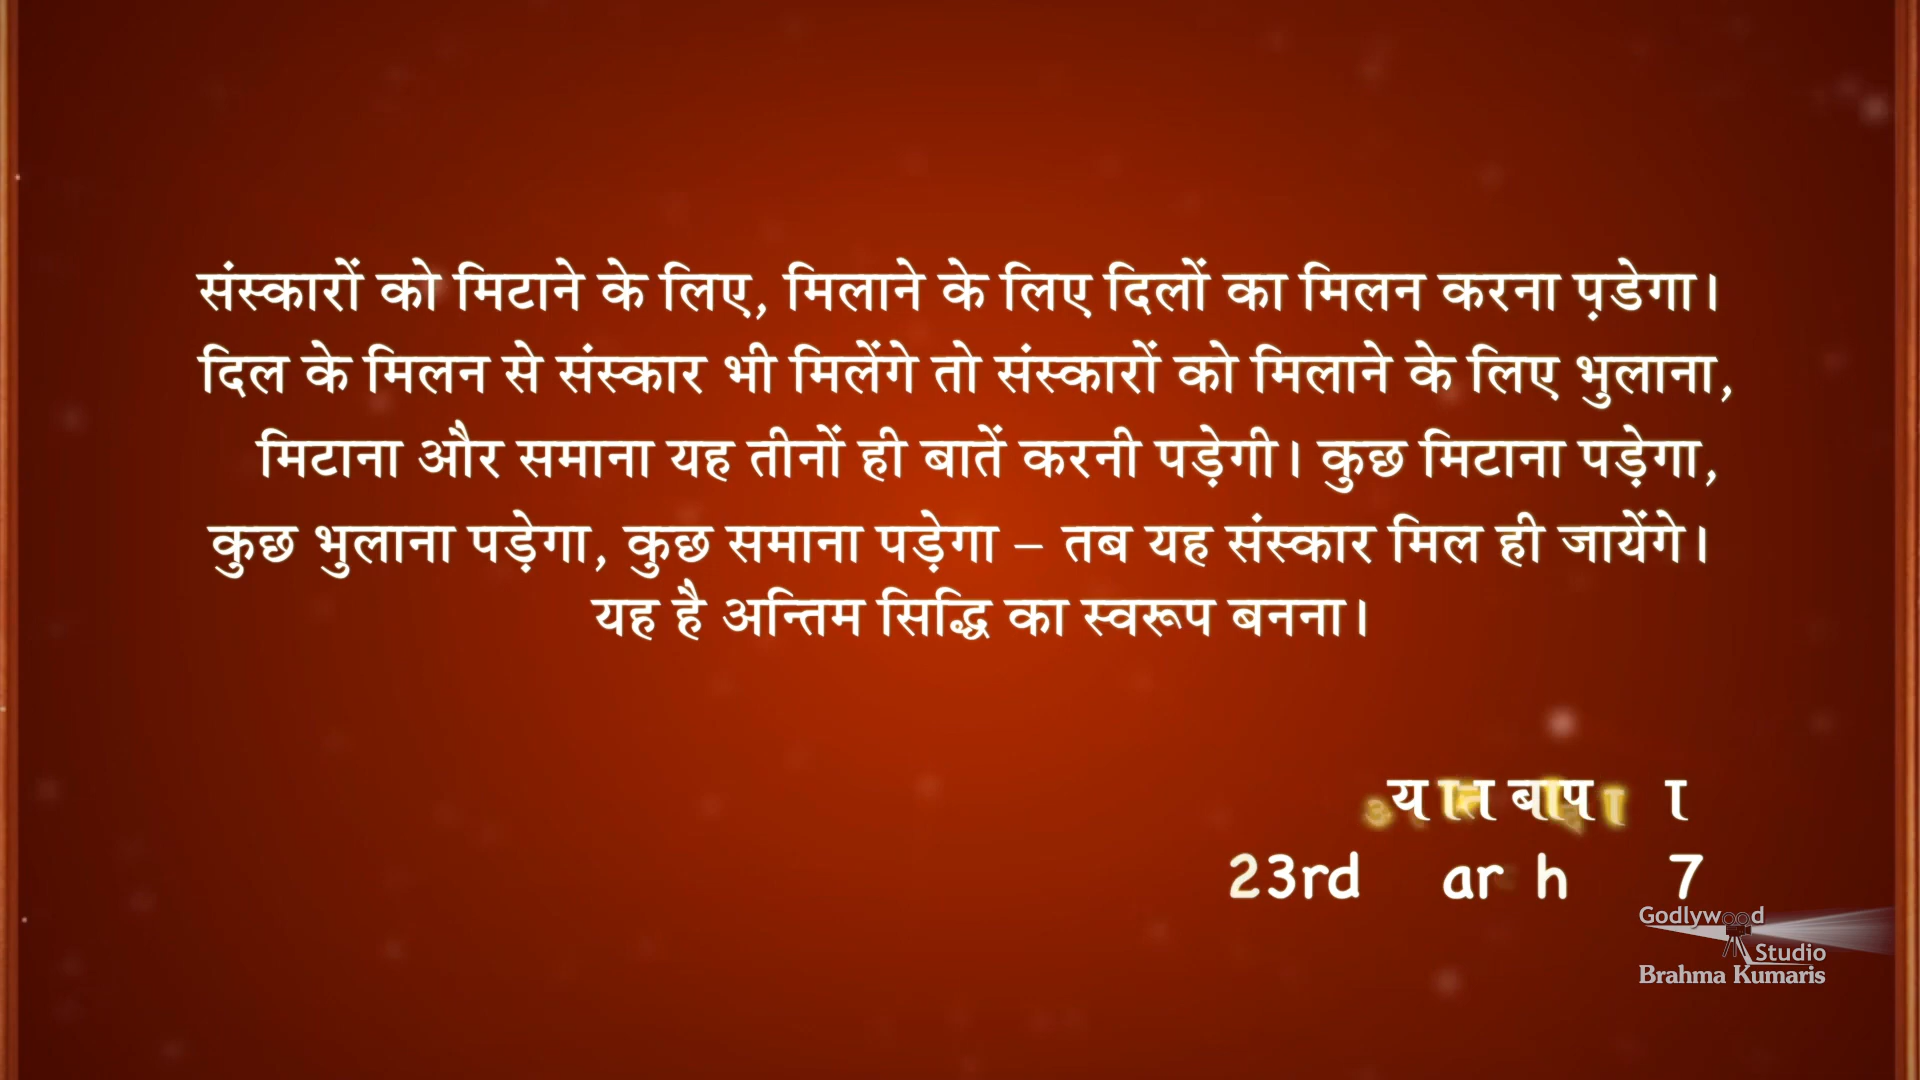 संस्कारों को मिटाने के लिए, मिलाने के लिए दिलों का मिलन करना पड़ेगा।
दिल के मिलन से संस्कार भी मिलेंगे तो संस्कारों को मिलाने के लिए भुलाना,
मिटाना और समाना यह तीनों ही बातें करनी पड़ेगी। कुछ मिटाना पड़ेगा,
कुछ भुलाना पड़ेगा, कुछ समाना पड़ेगा – तब यह संस्कार मिल ही जायेंगे।
यह है अन्तिम सिद्धि का स्वरूप बनना।
23rd
Godlywood
Studio
Brahma Kumaris